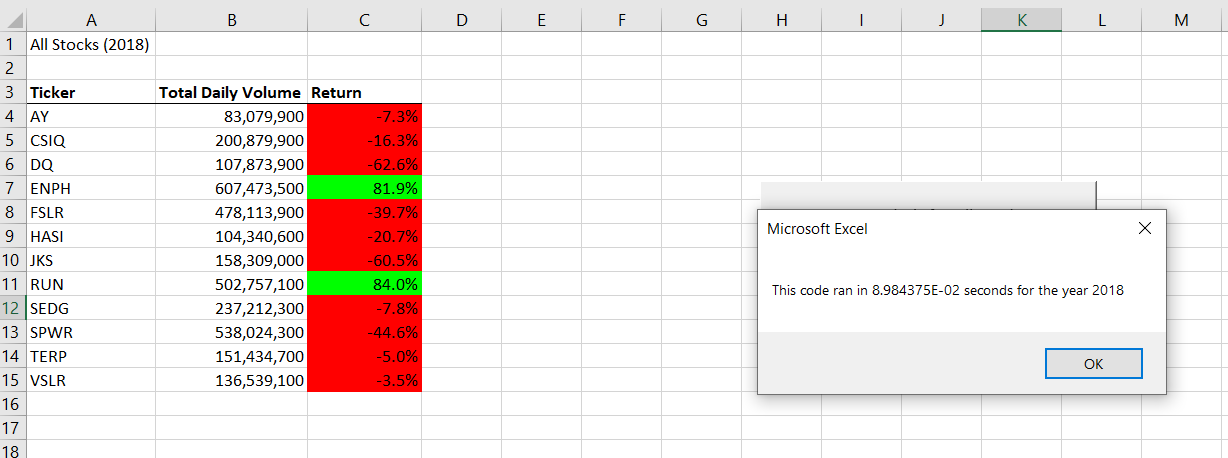 A B C D E F G H I J K L M
1 All Stocks (2018)
2
3 Ticker Total Daily Volume Return
4 AY 83,079,900 -7.3%
5 CSIQ 200,879,900 -16.3%
6 DQ 107,873,900 -62.6%
7 ENPH 607,473,500 81.9%
8 FSLR 478,113,900 -39.7%
9 HASI 104,340,600 -20.7%
10 JKS 158,309,000 -60.5%
11 RUN 502,757,100 84.0%
12 SEDG 237,212,300 -7.8%
13 SPWR 538,024,300 -44.6%
14 TERP 151,434,700 -5.0%
15 VSLR 136,539,100 -3.5%
16
17
18
Microsoft Excel
This code ran in 8.984375E-02 seconds for the year 2018
OK